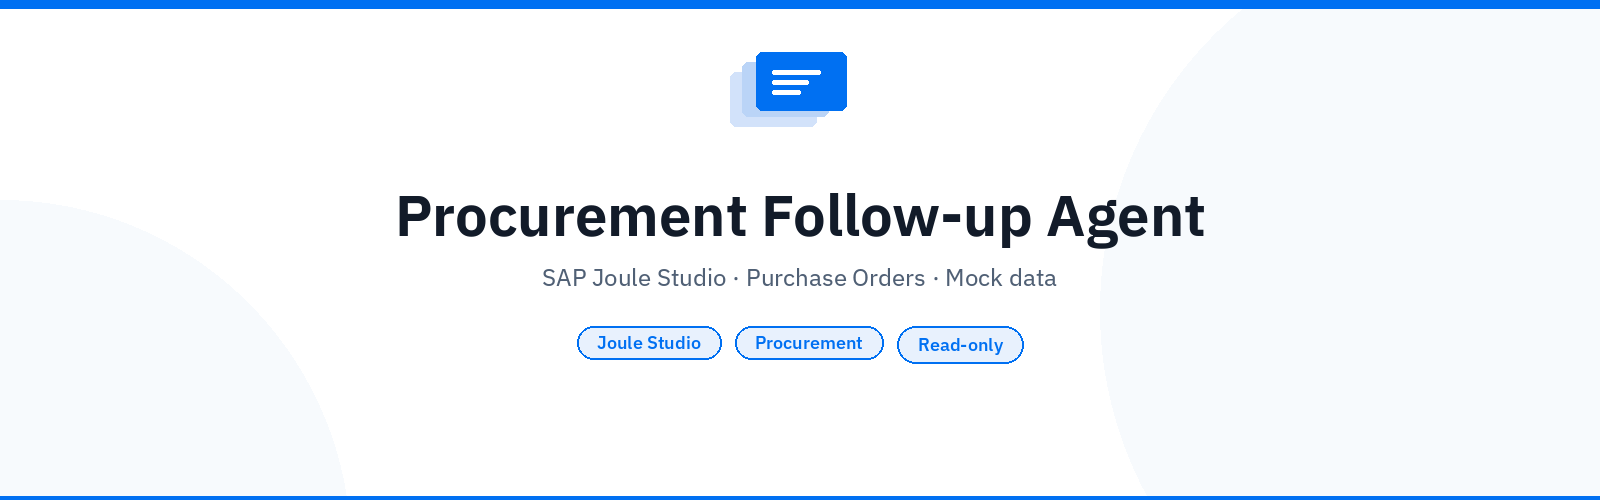 Procurement Follow-up Agent
SAP Joule Studio · Purchase Orders · Mock data
Joule Studio Procurement Read-only